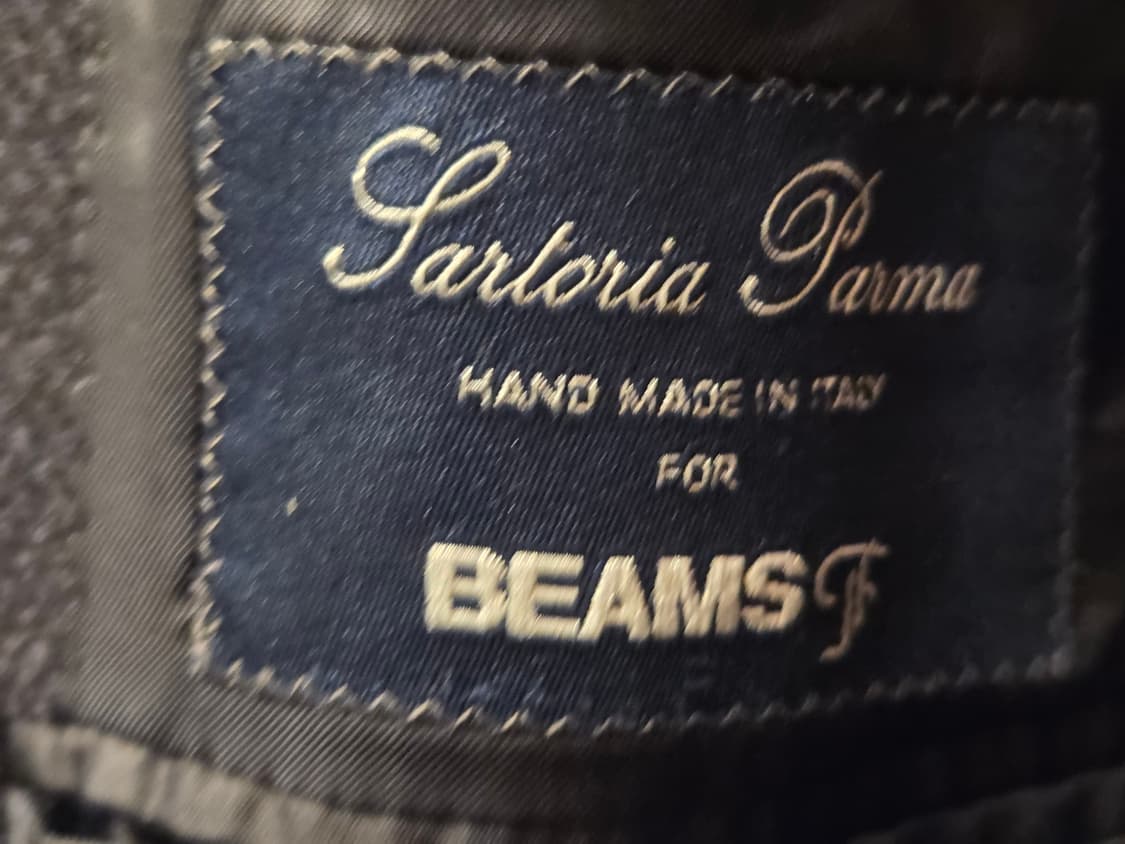 Sartoria Parma
HAND MADE IN ITALY
FOR
BEAMS F